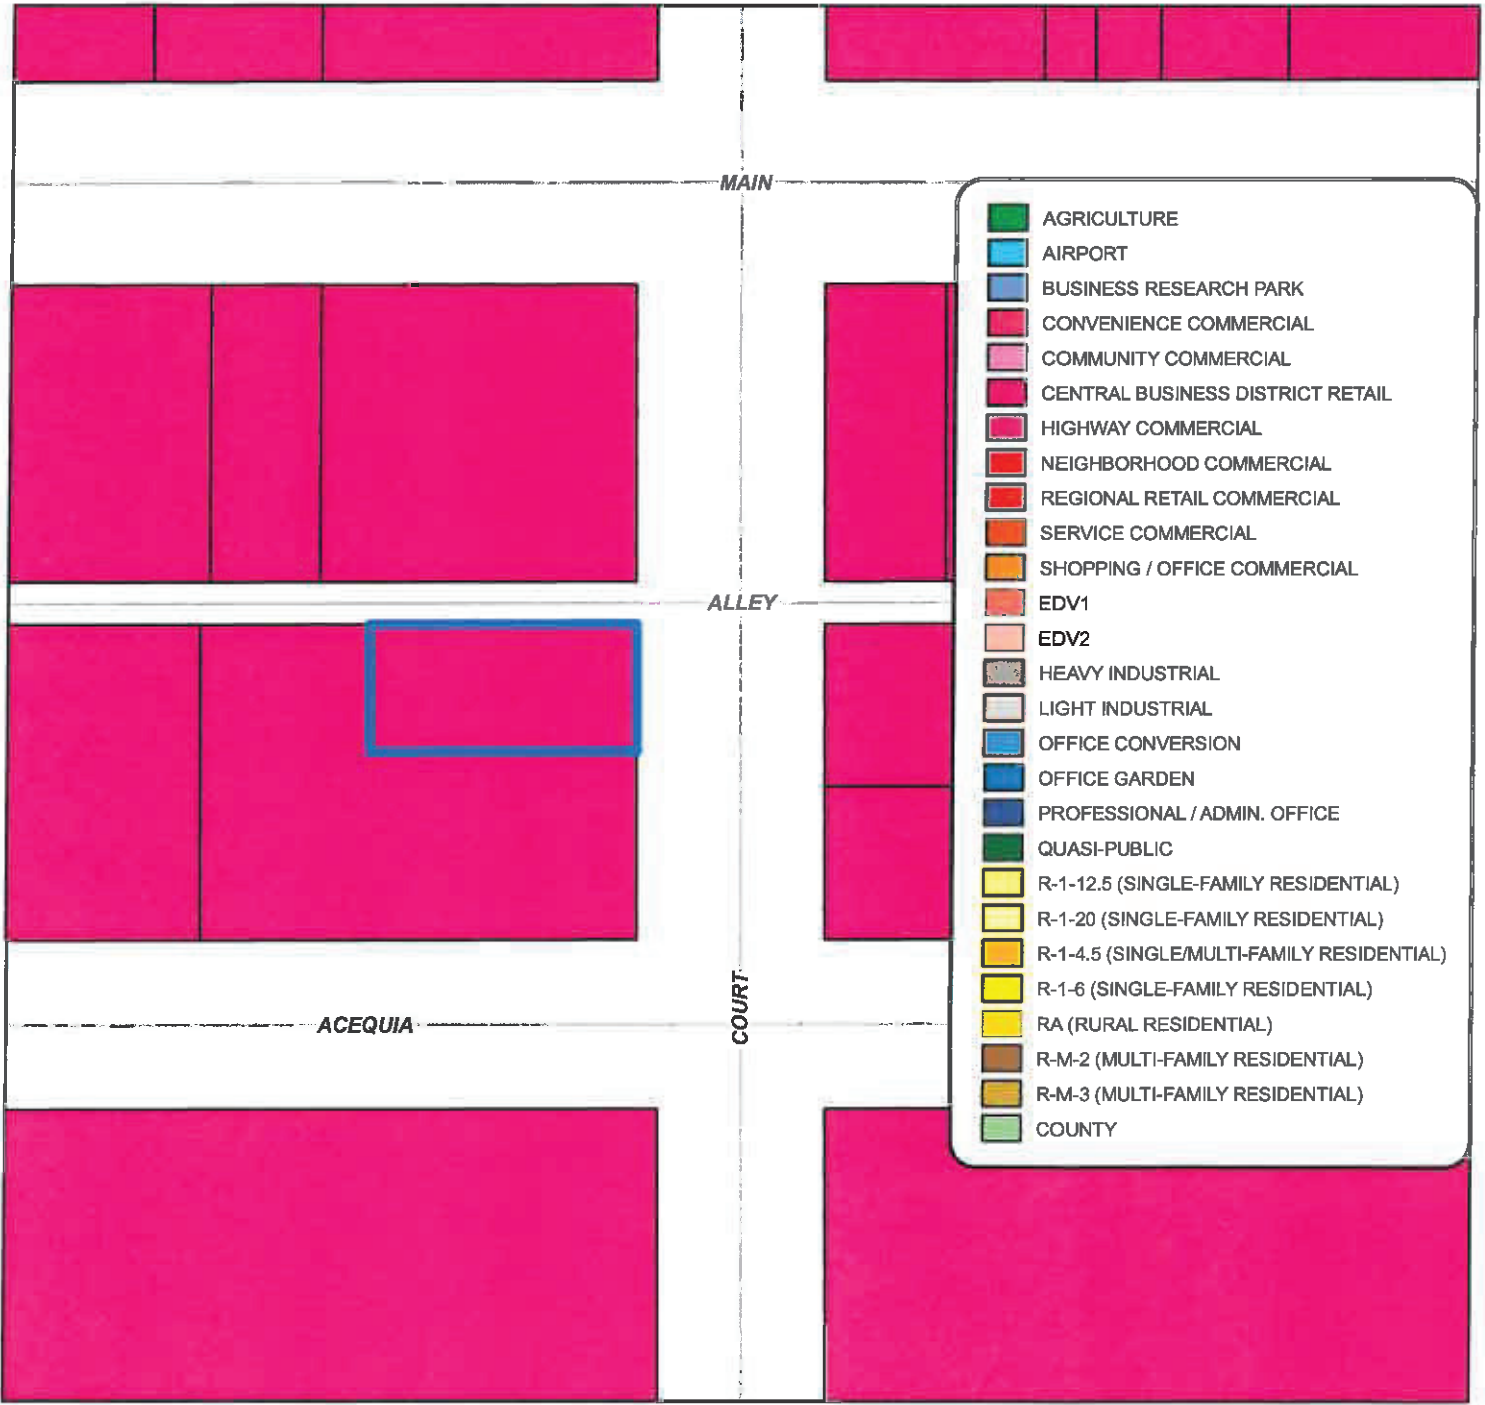 MAIN
AGRICULTURE
AIRPORT
BUSINESS RESEARCH PARK
CONVENIENCE COMMERCIAL
COMMUNITY COMMERCIAL
CENTRAL BUSINESS DISTRICT RETAIL
HIGHWAY COMMERCIAL
NEIGHBORHOOD COMMERCIAL
REGIONAL RETAIL COMMERCIAL
SERVICE COMMERCIAL
SHOPPING / OFFICE COMMERCIAL
EDV1
EDV2
HEAVY INDUSTRIAL
LIGHT INDUSTRIAL
OFFICE CONVERSION
OFFICE GARDEN
PROFESSIONAL / ADMIN. OFFICE
QUASI-PUBLIC
R-1-12.5 (SINGLE-FAMILY RESIDENTIAL)
R-1-20 (SINGLE-FAMILY RESIDENTIAL)
R-1-4.5 (SINGLE/MULTI-FAMILY RESIDENTIAL)
R-1-6 (SINGLE-FAMILY RESIDENTIAL)
RA (RURAL RESIDENTIAL)
R-M-2 (MULTI-FAMILY RESIDENTIAL)
R-M-3 (MULTI-FAMILY RESIDENTIAL)
COUNTY
ALLEY
ACEQUIA
COURT